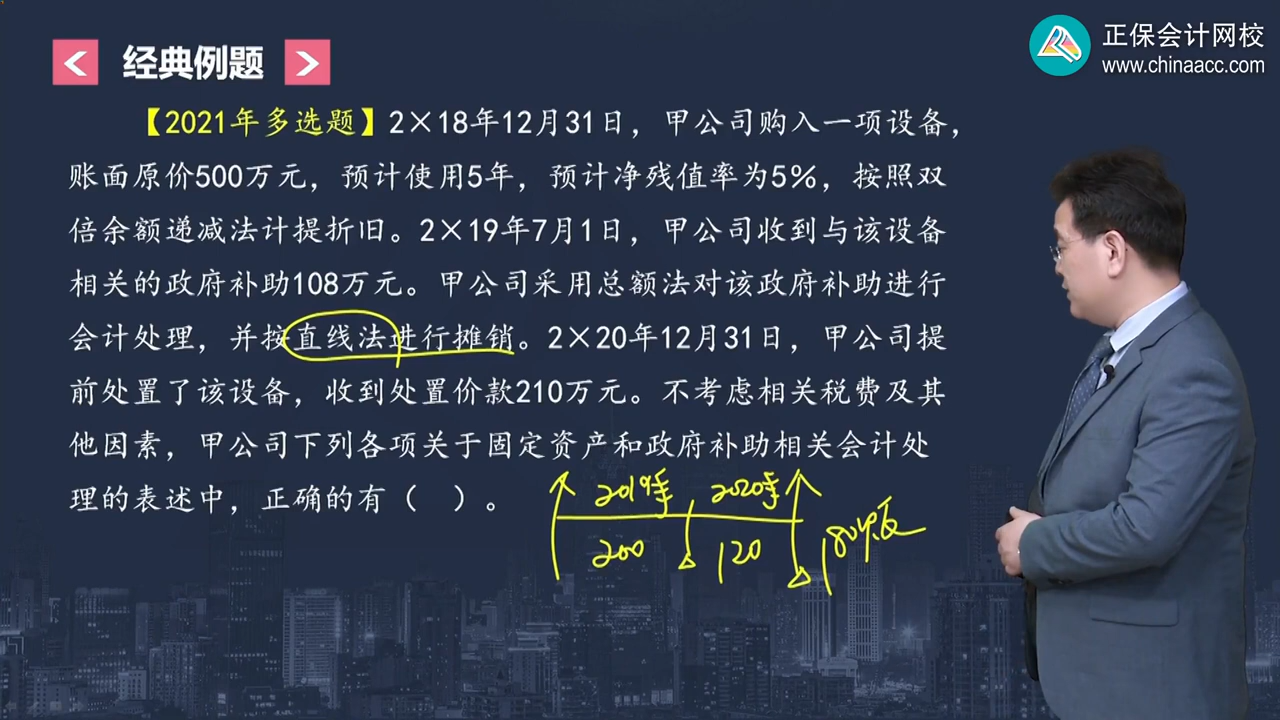 正保会计网校
www.chinaacc.com
经典例题
【2021年多选题】2×18年12月31日，甲公司购入一项设备，
账面原价500万元，预计使用5年，预计净残值率为5%，按照双
倍余额递减法计提折旧。2×19年7月1日，甲公司收到与该设备
相关的政府补助108万元。甲公司采用总额法对该政府补助进行
会计处理，并按直线法进行摊销。2×20年12月31日，甲公司提
前处置了该设备，收到处置价款210万元。不考虑相关税费及其
他因素，甲公司下列各项关于固定资产和政府补助相关会计处
理的表述中，正确的有（　）。
2019年 2020年
200 120 180